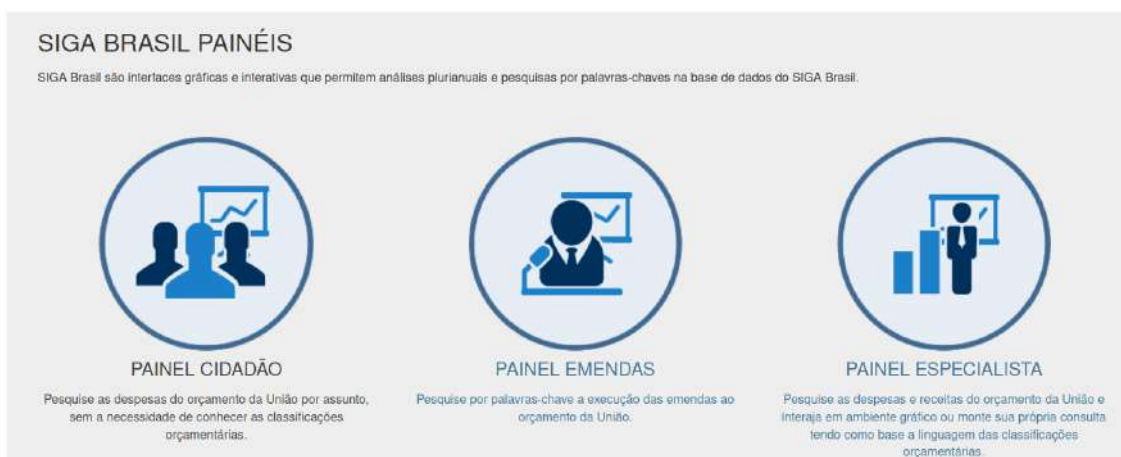 SIGA BRASIL PAINÉIS
SIGA Brasil são interfaces gráficas e interativas que permitem análises plurianuais e pesquisas por palavras-chaves na base de dados do SIGA Brasil.
PAINEL CIDADÃO
Pesquise as despesas do orçamento da União por assunto,
sem a necessidade de conhecer as classificações
orçamentárias.
PAINEL EMENDAS
Pesquise por palavras-chave a execução das emendas ao
orçamento da União.
PAINEL ESPECIALISTA
Pesquise as despesas e receitas do orçamento da União e
interaja em ambiente gráfico ou monte sua própria consulta
tendo como base a linguagem das classificações
orçamentárias.